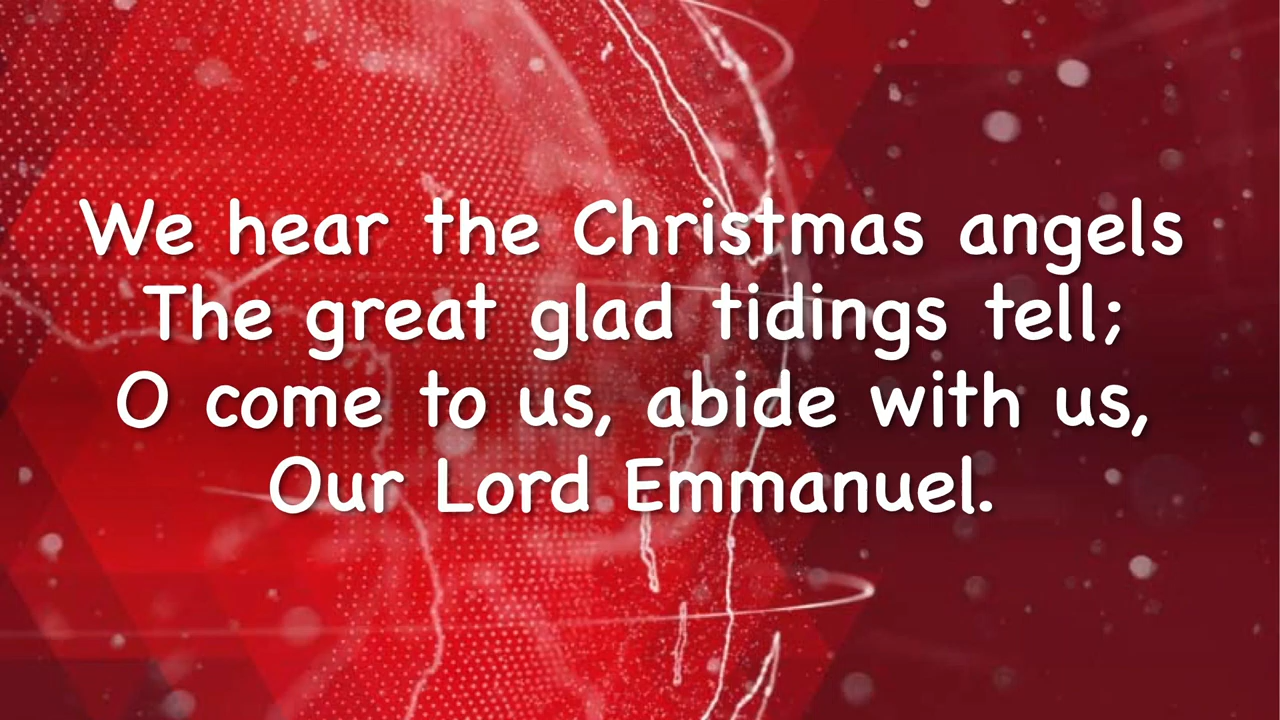 We hear the Christmas angels
The great glad tidings tell;
O come to us, abide with us,
Our Lord Emmanuel.